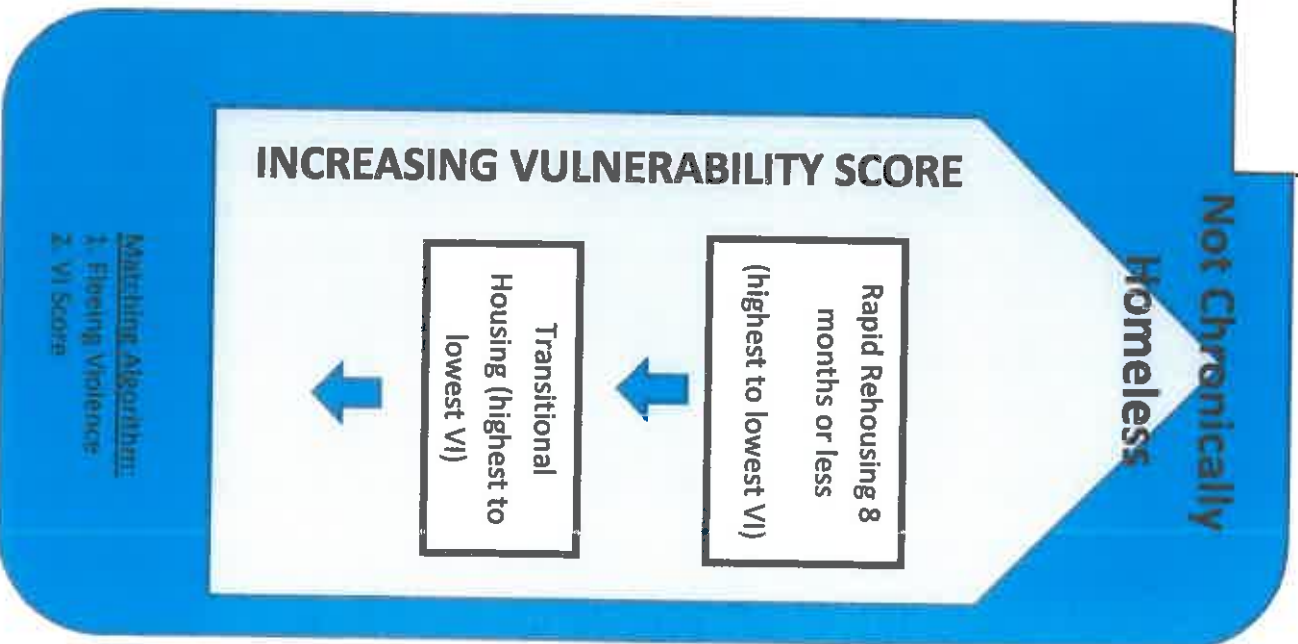 Not Chronically
Homeless
INCREASING VULNERABILITY SCORE
Rapid Rehousing 8
months or less
(highest to lowest VI)
Transitional
Housing (highest to
lowest VI)
Matching Algorithm:
1. Fleeing Violence
2. VI Score